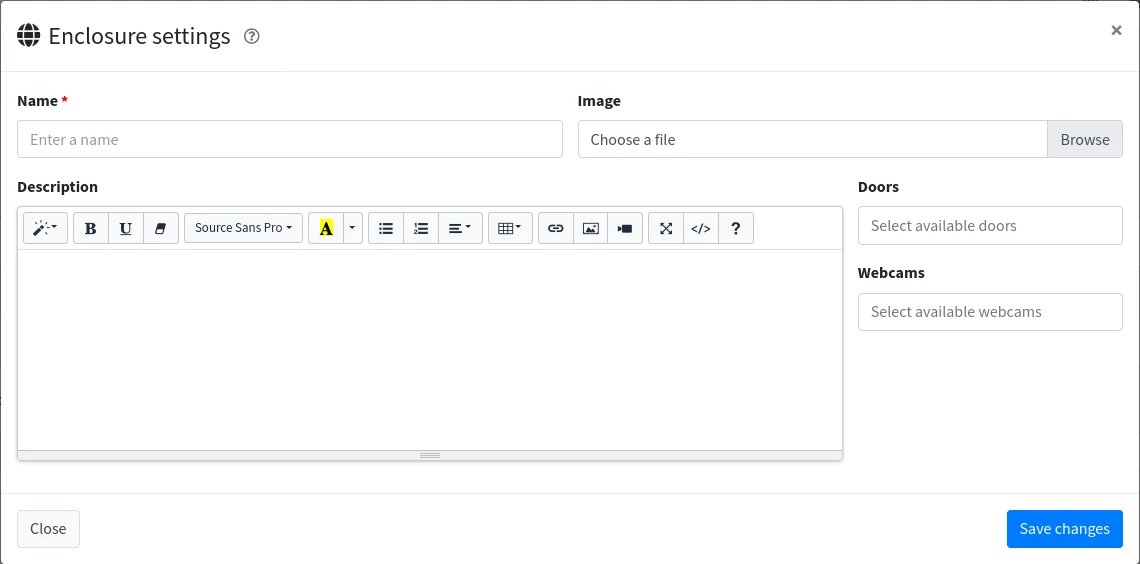 Enclosure settings ?
×
Name *
Image
Enter a name
Choose a file
Browse
Description
Doors
B U Source Sans Pro A </> ?
Select available doors
Webcams
Select available webcams
Close
Save changes